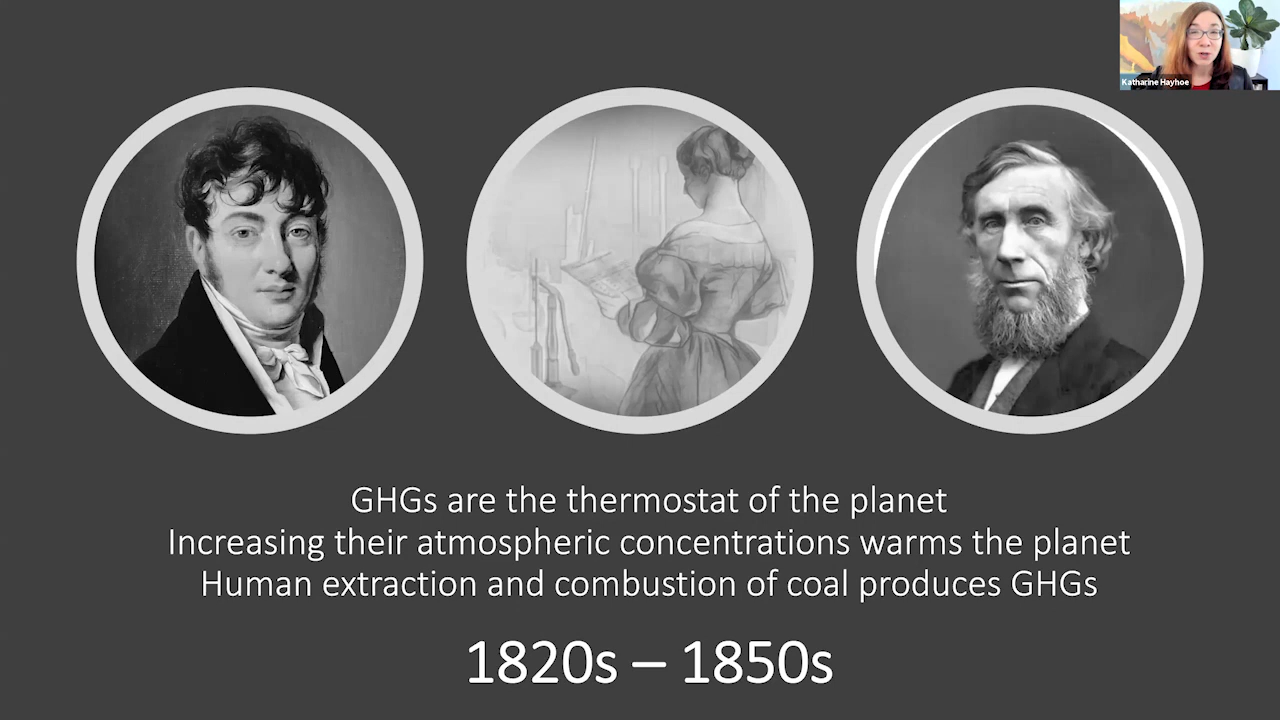 Katharine Hayhoe
GHGs are the thermostat of the planet
Increasing their atmospheric concentrations warms the planet
Human extraction and combustion of coal produces GHGs
1820s – 1850s